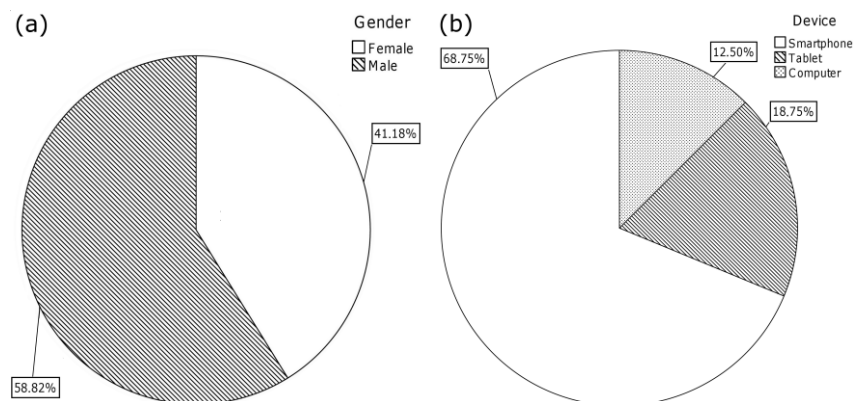 (a)
Gender
Female
Male
41.18%
58.82%
(b)
Device
Smartphone
Tablet
Computer
68.75%
12.50%
18.75%